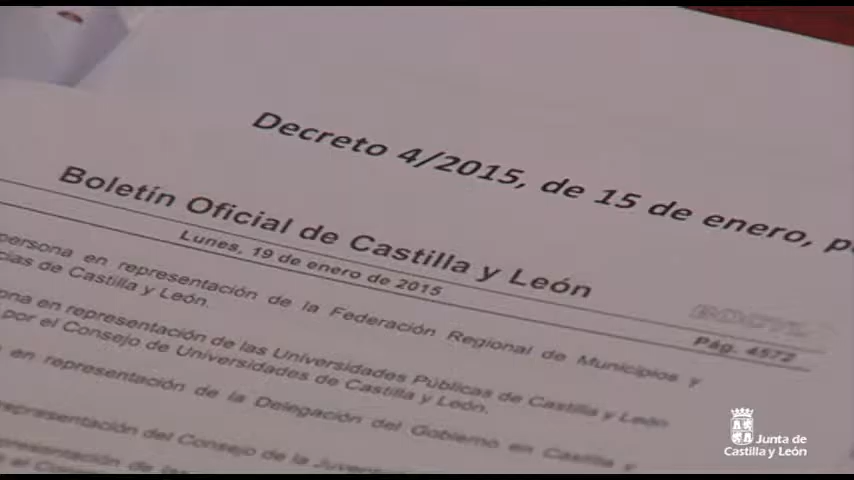 Decreto 4/2015, de 15 de enero, p
Boletín Oficial de Castilla y León
Lunes, 19 de enero de 2015
Pág. 4572
persona en representación de la Federación Regional de Municipios y
cias de Castilla y León.
ona en representación de las Universidades Públicas de Castilla y León
por el Consejo de Universidades de Castilla y León.
en representación de la Delegación del Gobierno en Castilla y
representación del Consejo de la Juventud
Junta de
Castilla y León